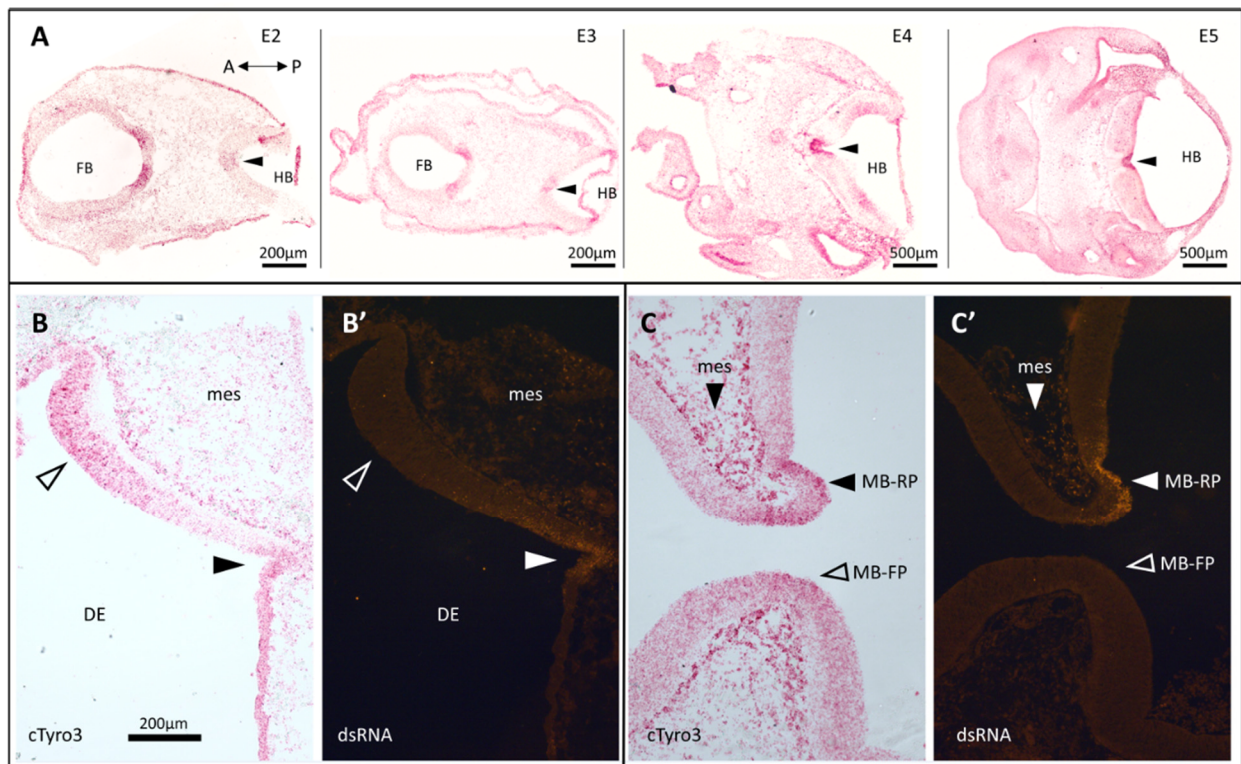 A
E2
A P
FB
HB
200µm
E3
FB
HB
200µm
E4
HB
500µm
E5
HB
500µm
B
mes
DE
200µm
cTyro3
B’
mes
DE
dsRNA
C
mes
MB-RP
MB-FP
cTyro3
C’
mes
MB-RP
MB-FP
dsRNA